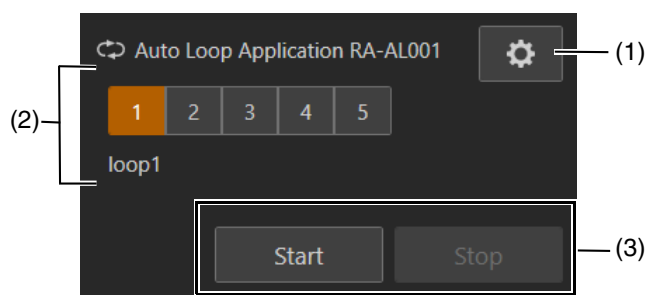 Auto Loop Application RA-AL001
(1)
(2)
1 2 3 4 5
loop1
Start Stop
(3)